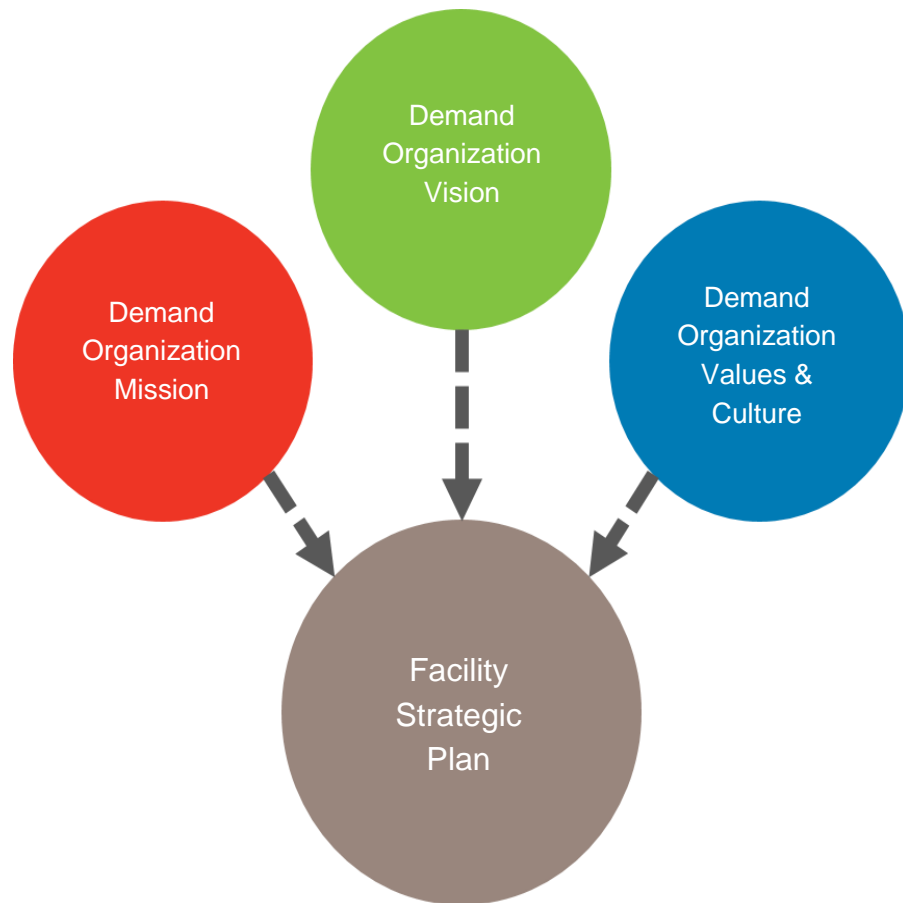 Demand
Organization
Vision
Demand
Organization
Mission
Demand
Organization
Values &
Culture
Facility
Strategic
Plan